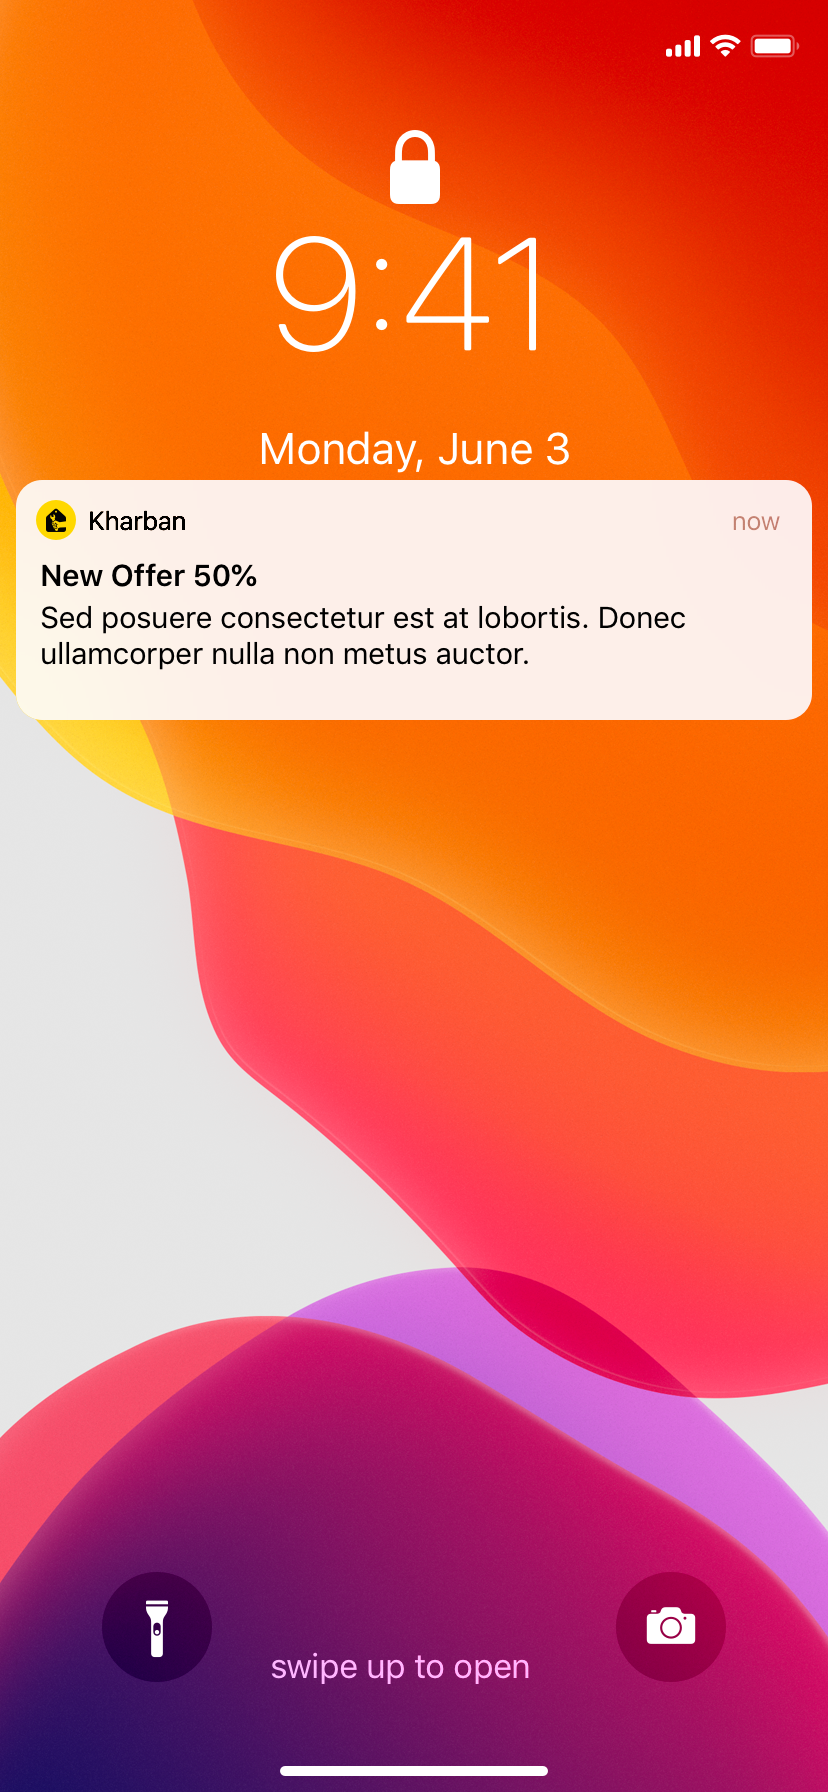 9:41
Monday, June 3
Kharban
now
New Offer 50%
Sed posuere consectetur est at lobortis. Donec
ullamcorper nulla non metus auctor.
swipe up to open